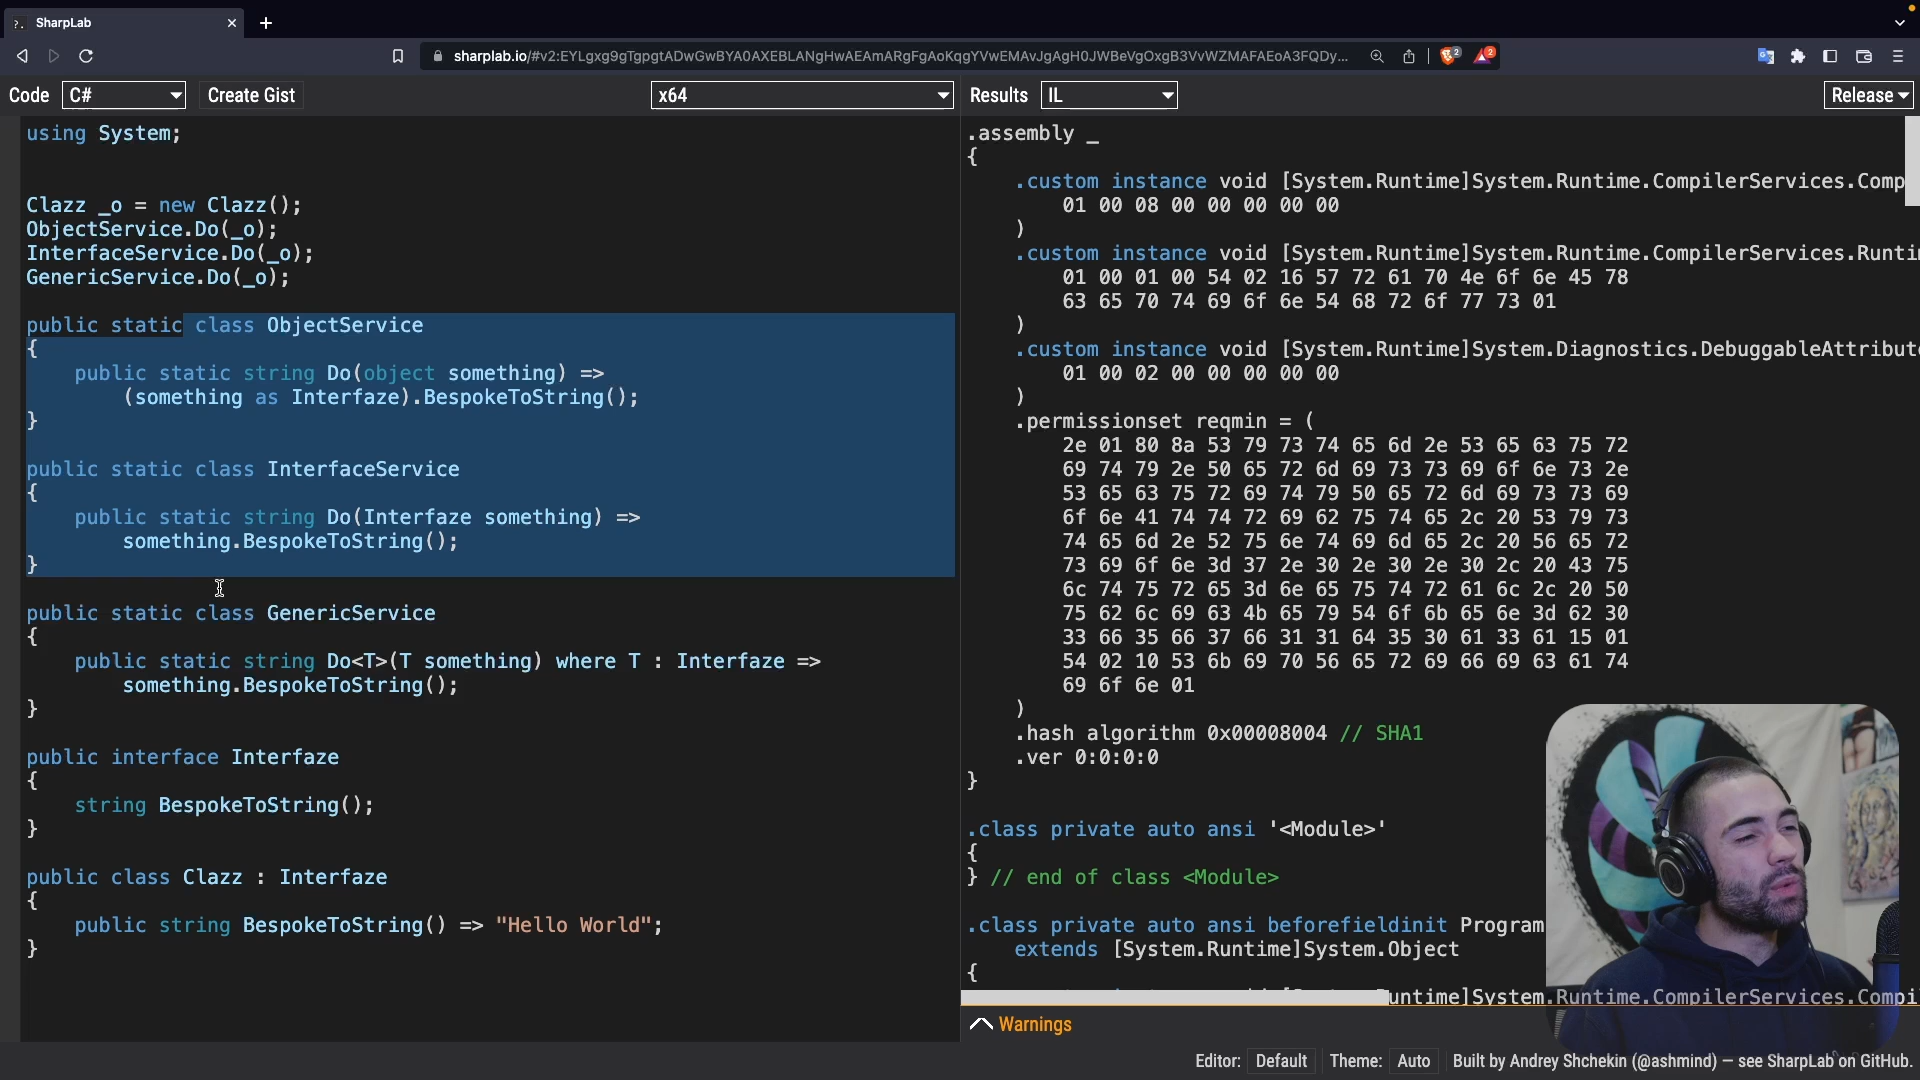 SharpLab
sharplab.io/#v2:EYLgxg9gTgpgtADwGwBYA0AXEBLANgHwAEAmARgFgAoKqgYVwEMAvJgAgH0JWBeVgOxgB3VvWZMAFAEoA3FQDy...
2
2
Code C# Create Gist x64 Results IL Release
using System;
Clazz _o = new Clazz();
ObjectService.Do(_o);
InterfaceService.Do(_o);
GenericService.Do(_o);
public static class ObjectService
{
public static string Do(object something) =>
(something as Interfaze).BespokeToString();
}
public static class InterfaceService
{
public static string Do(Interfaze something) =>
something.BespokeToString();
}
public static class GenericService
{
public static string Do<T>(T something) where T : Interfaze =>
something.BespokeToString();
}
public interface Interfaze
{
string BespokeToString();
}
public class Clazz : Interfaze
{
public string BespokeToString() => "Hello World";
}
.assembly _
{
.custom instance void [System.Runtime]System.Runtime.CompilerServices.Comp
01 00 08 00 00 00 00 00
)
.custom instance void [System.Runtime]System.Runtime.CompilerServices.Runti
01 00 01 00 54 02 16 57 72 61 70 4e 6f 6e 45 78
63 65 70 74 69 6f 6e 54 68 72 6f 77 73 01
)
.custom instance void [System.Runtime]System.Diagnostics.DebuggableAttribut
01 00 02 00 00 00 00 00
)
.permissionset reqmin = (
2e 01 80 8a 53 79 73 74 65 6d 2e 53 65 63 75 72
69 74 79 2e 50 65 72 6d 69 73 73 69 6f 6e 73 2e
53 65 63 75 72 69 74 79 50 65 72 6d 69 73 73 69
6f 6e 41 74 74 72 69 62 75 74 65 2c 20 53 79 73
74 65 6d 2e 52 75 6e 74 69 6d 65 2c 20 56 65 72
73 69 6f 6e 3d 37 2e 30 2e 30 2e 30 2c 20 43 75
6c 74 75 72 65 3d 6e 65 75 74 72 61 6c 2c 20 50
75 62 6c 69 63 4b 65 79 54 6f 6b 65 6e 3d 62 30
33 66 35 66 37 66 31 31 64 35 30 61 33 61 15 01
54 02 10 53 6b 69 70 56 65 72 69 66 69 63 61 74
69 6f 6e 01
)
.hash algorithm 0x00008004 // SHA1
.ver 0:0:0:0
}
.class private auto ansi '<Module>'
{
} // end of class <Module>
.class private auto ansi beforefieldinit Program
extends [System.Runtime]System.Object
{
untime]System.Runtime.CompilerServices.Compi
Warnings
Editor: Default Theme: Auto Built by Andrey Shchekin (@ashmind) — see SharpLab on GitHub.